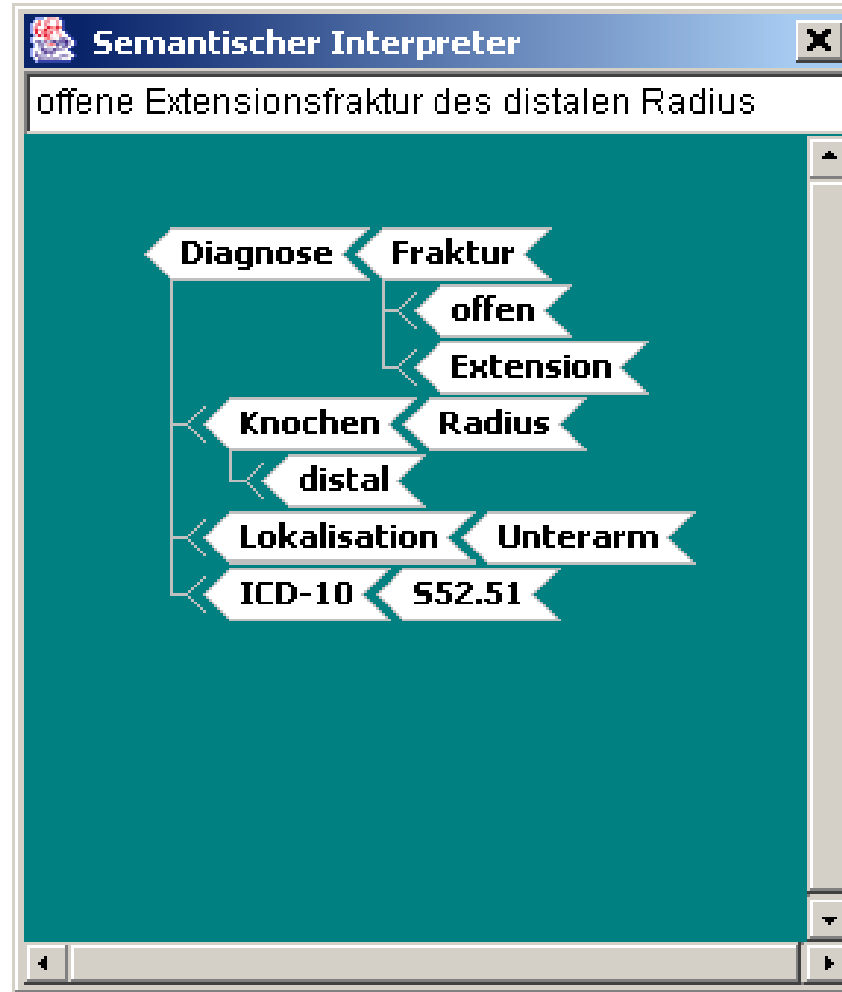 Semantischer Interpreter
offene Extensionsfraktur des distalen Radius
Diagnose Fraktur
offen
Extension
Knochen Radius
distal
Lokalisation Unterarm
ICD-10 S52.51